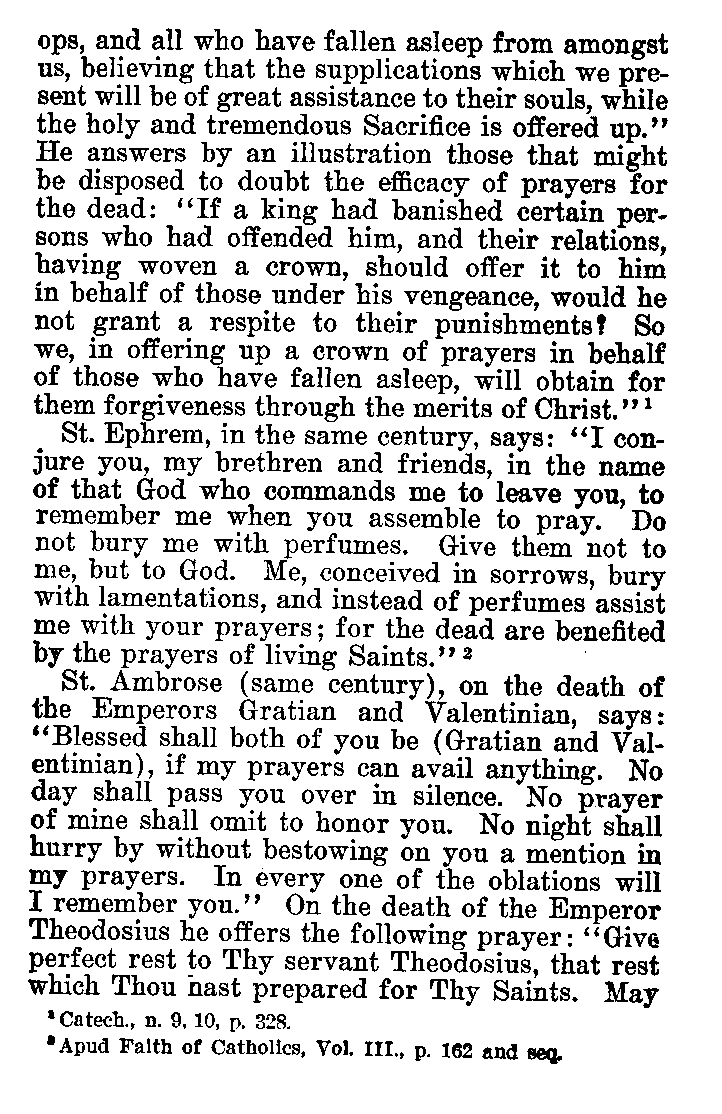 ops, and all who have fallen asleep from amongst
us, believing that the supplications which we pre-
sent will be of great assistance to their souls, while
the holy and tremendous Sacrifice is offered up."
He answers by an illustration those that might
be disposed to doubt the efficacy of prayers for
the dead: "If a king had banished certain per-
sons who had offended him, and their relations,
having woven a crown, should offer it to him
in behalf of those under his vengeance, would he
not grant a respite to their punishments? So
we, in offering up a crown of prayers in behalf
of those who have fallen asleep, will obtain for
them forgiveness through the merits of Christ."¹
St. Ephrem, in the same century, says: "I con-
jure you, my brethren and friends, in the name
of that God who commands me to leave you, to
remember me when you assemble to pray. Do
not bury me with perfumes. Give them not to
me, but to God. Me, conceived in sorrows, bury
with lamentations, and instead of perfumes assist
me with your prayers; for the dead are benefited
by the prayers of living Saints."²
St. Ambrose (same century), on the death of
the Emperors Gratian and Valentinian, says:
"Blessed shall both of you be (Gratian and Val-
entinian), if my prayers can avail anything. No
day shall pass you over in silence. No prayer
of mine shall omit to honor you. No night shall
hurry by without bestowing on you a mention in
my prayers. In every one of the oblations will
I remember you." On the death of the Emperor
Theodosius he offers the following prayer: "Give
perfect rest to Thy servant Theodosius, that rest
which Thou hast prepared for Thy Saints. May
¹ Catech., n. 9, 10, p. 328.
² Apud Faith of Catholics, Vol. III., p. 162 and seq.